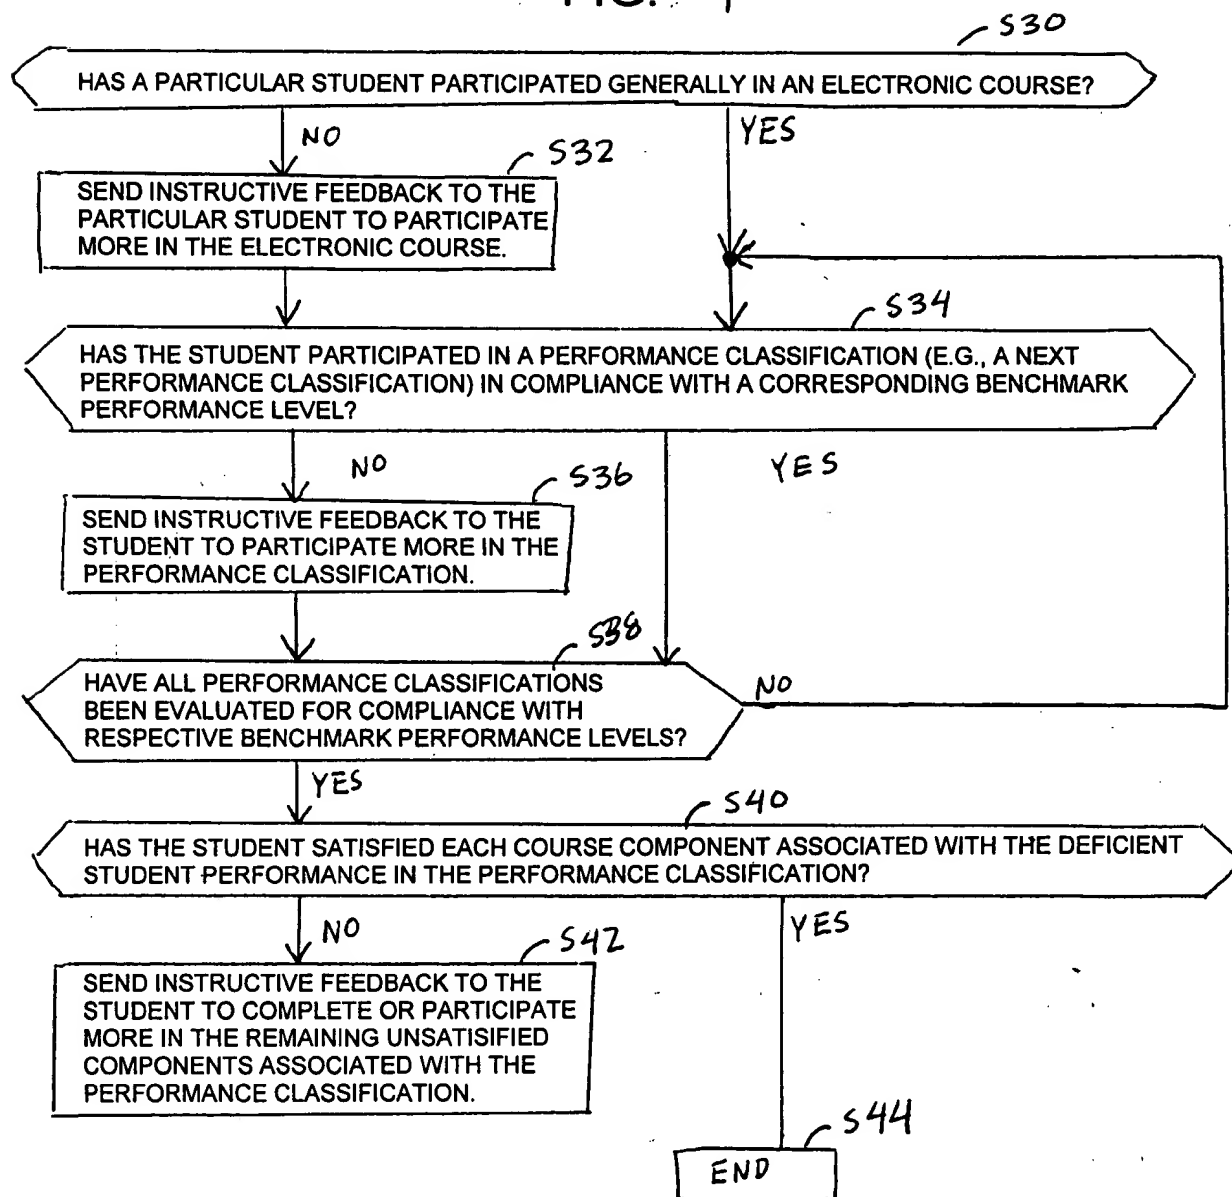 S30
HAS A PARTICULAR STUDENT PARTICIPATED GENERALLY IN AN ELECTRONIC COURSE?
NO
YES
S32
SEND INSTRUCTIVE FEEDBACK TO THE
PARTICULAR STUDENT TO PARTICIPATE
MORE IN THE ELECTRONIC COURSE.
S34
HAS THE STUDENT PARTICIPATED IN A PERFORMANCE CLASSIFICATION (E.G., A NEXT
PERFORMANCE CLASSIFICATION) IN COMPLIANCE WITH A CORRESPONDING BENCHMARK
PERFORMANCE LEVEL?
NO
YES
S36
SEND INSTRUCTIVE FEEDBACK TO THE
STUDENT TO PARTICIPATE MORE IN THE
PERFORMANCE CLASSIFICATION.
S38
HAVE ALL PERFORMANCE CLASSIFICATIONS
BEEN EVALUATED FOR COMPLIANCE WITH
RESPECTIVE BENCHMARK PERFORMANCE LEVELS?
NO
YES
S40
HAS THE STUDENT SATISFIED EACH COURSE COMPONENT ASSOCIATED WITH THE DEFICIENT
STUDENT PERFORMANCE IN THE PERFORMANCE CLASSIFICATION?
NO
YES
S42
SEND INSTRUCTIVE FEEDBACK TO THE
STUDENT TO COMPLETE OR PARTICIPATE
MORE IN THE REMAINING UNSATISIFIED
COMPONENTS ASSOCIATED WITH THE
PERFORMANCE CLASSIFICATION.
S44
END